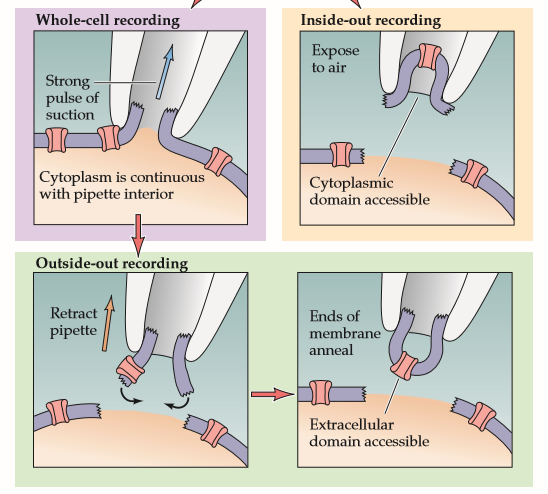 Whole-cell recording
Strong
pulse of
suction
Cytoplasm is continuous
with pipette interior
Inside-out recording
Expose
to air
Cytoplasmic
domain accessible
Outside-out recording
Retract
pipette
Ends of
membrane
anneal
Extracellular
domain accessible